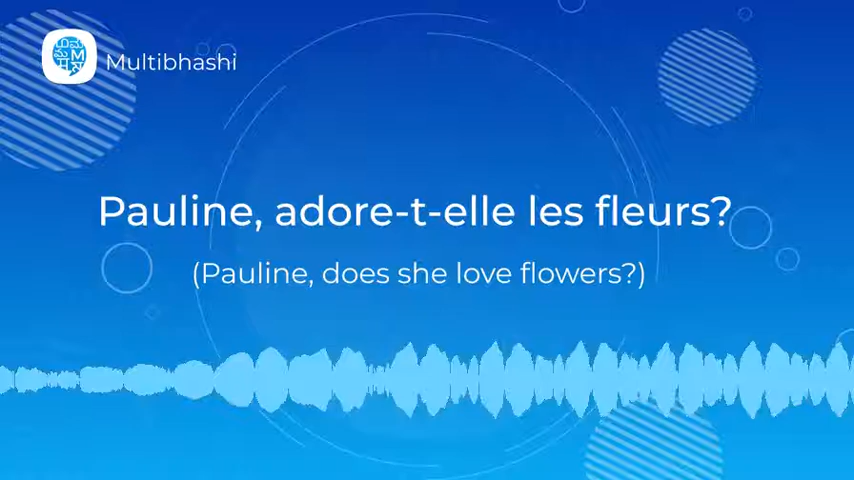 Multibhashi
Pauline, adore-t-elle les fleurs?
(Pauline, does she love flowers?)